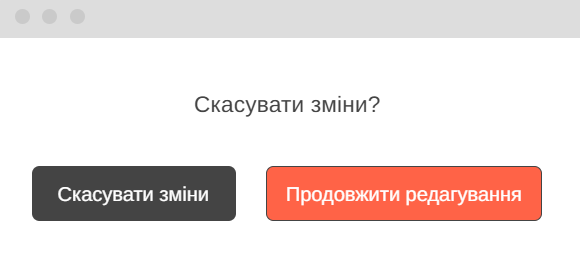 Скасувати зміни?
Скасувати зміни
Продовжити редагування